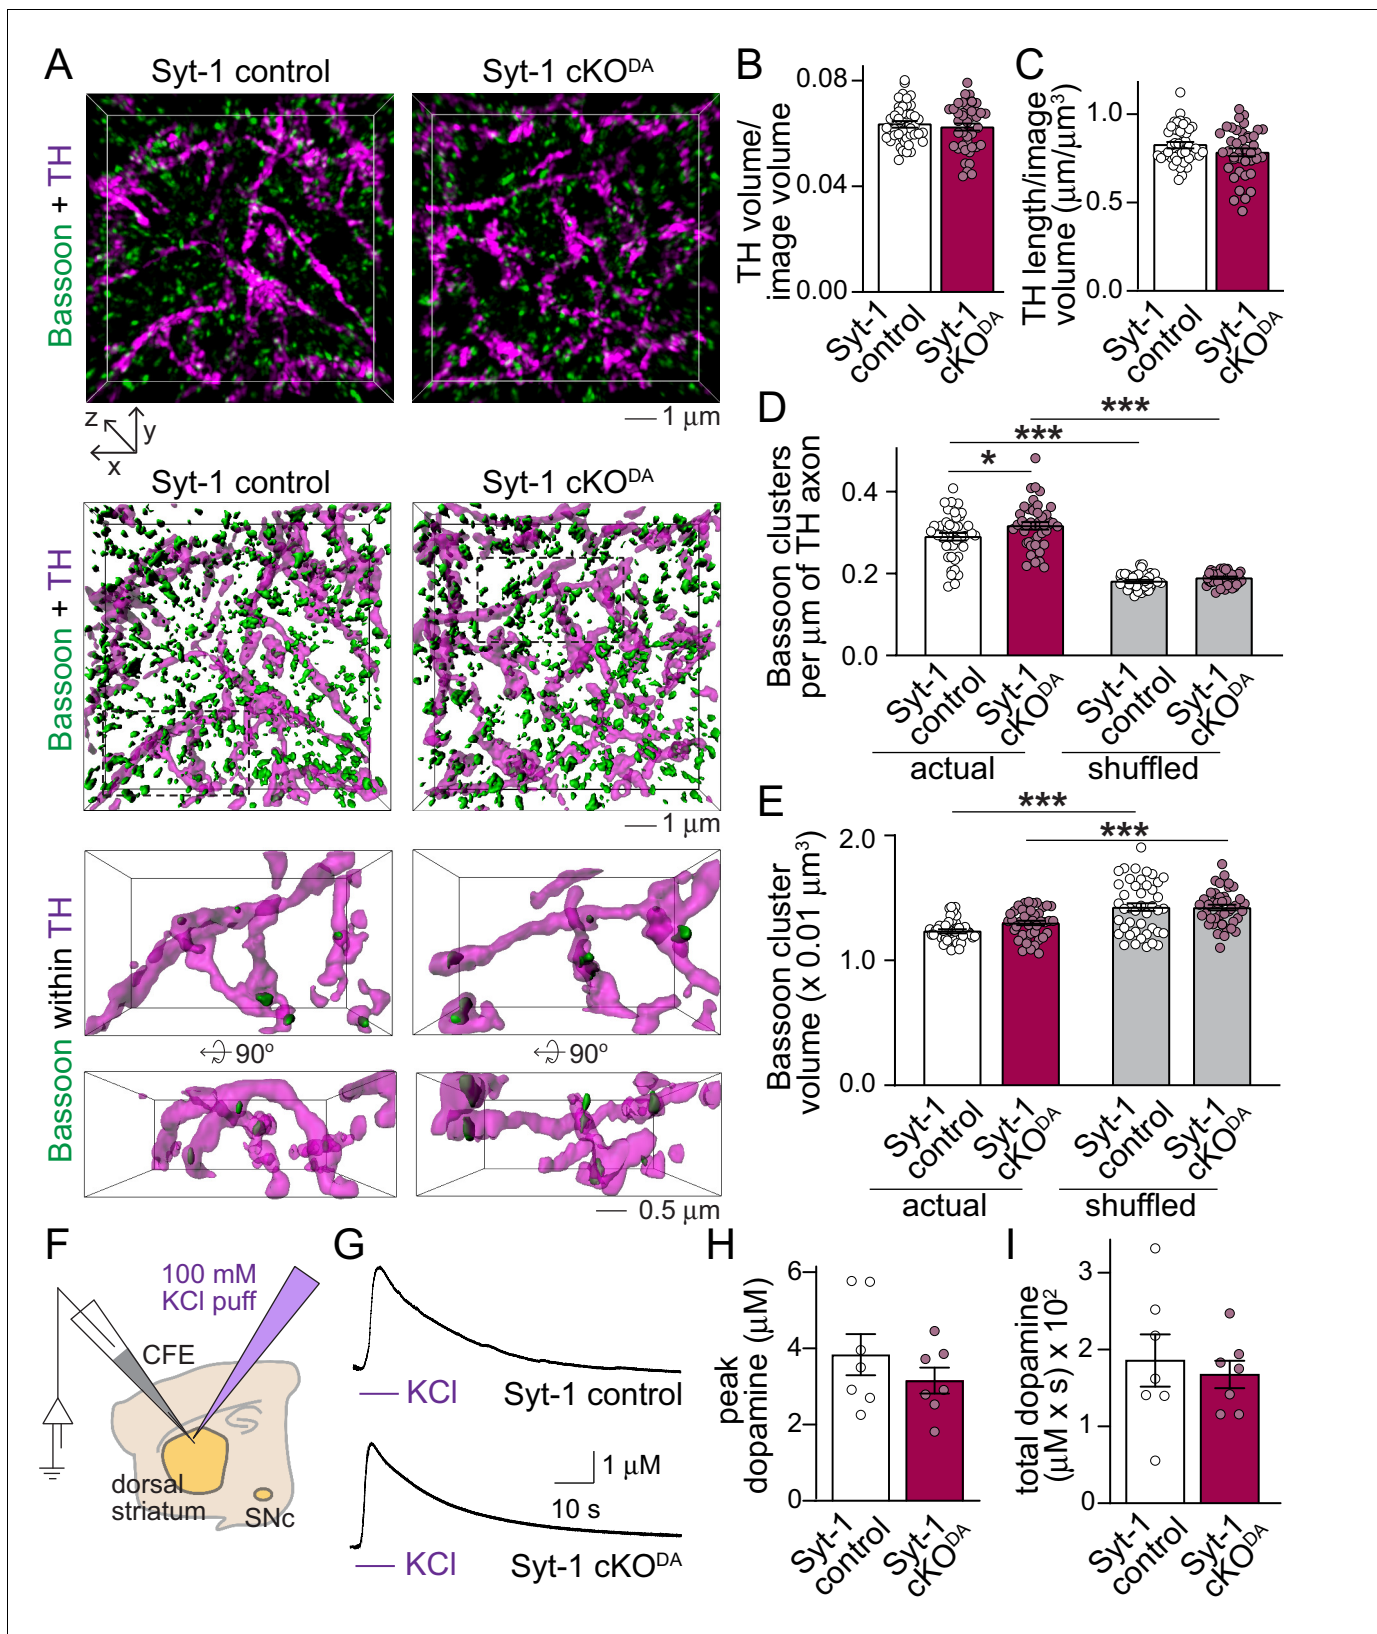 A
Syt-1 control
Syt-1 cKO^DA
Bassoon + TH
z
y
x
1 μm
Syt-1 control
Syt-1 cKO^DA
Bassoon + TH
1 μm
Bassoon within TH
90°
90°
0.5 μm
B
TH volume/
image volume
0.08
0.04
0.00
Syt-1
control
Syt-1
cKO^DA
C
TH length/image
volume (μm/μm³)
1.0
0.5
0.0
Syt-1
control
Syt-1
cKO^DA
D
Bassoon clusters
per μm of TH axon
***
***
*
0.4
0.2
0.0
Syt-1
control
Syt-1
cKO^DA
Syt-1
control
Syt-1
cKO^DA
actual
shuffled
E
Bassoon cluster
volume (x 0.01 μm³)
***
***
2.0
1.0
0.0
Syt-1
control
Syt-1
cKO^DA
Syt-1
control
Syt-1
cKO^DA
actual
shuffled
F
100 mM
KCl puff
CFE
dorsal
striatum
SNc
G
KCl
Syt-1 control
1 μM
10 s
KCl
Syt-1 cKO^DA
H
peak
dopamine (μM)
6
4
2
0
Syt-1
control
Syt-1
cKO^DA
I
total dopamine
(μM x s) x 10²
3
2
1
0
Syt-1
control
Syt-1
cKO^DA